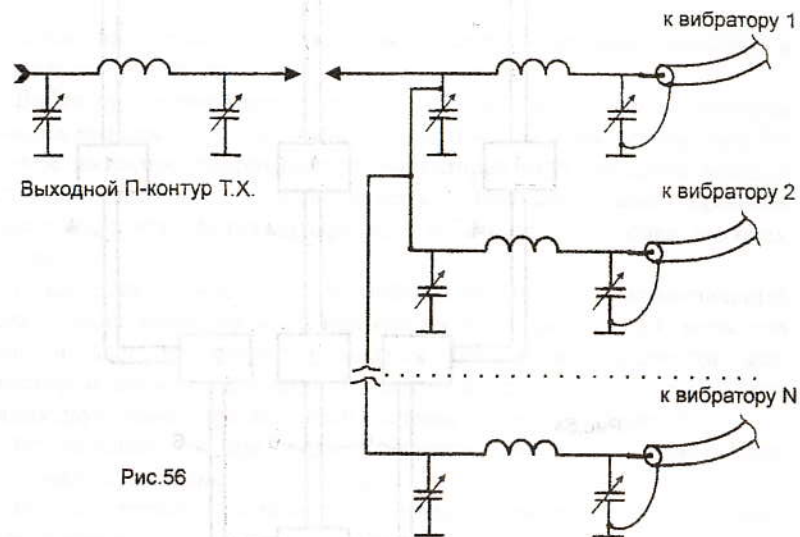 к вибратору 1
Выходной П-контур Т.Х.
к вибратору 2
к вибратору N
Рис.56